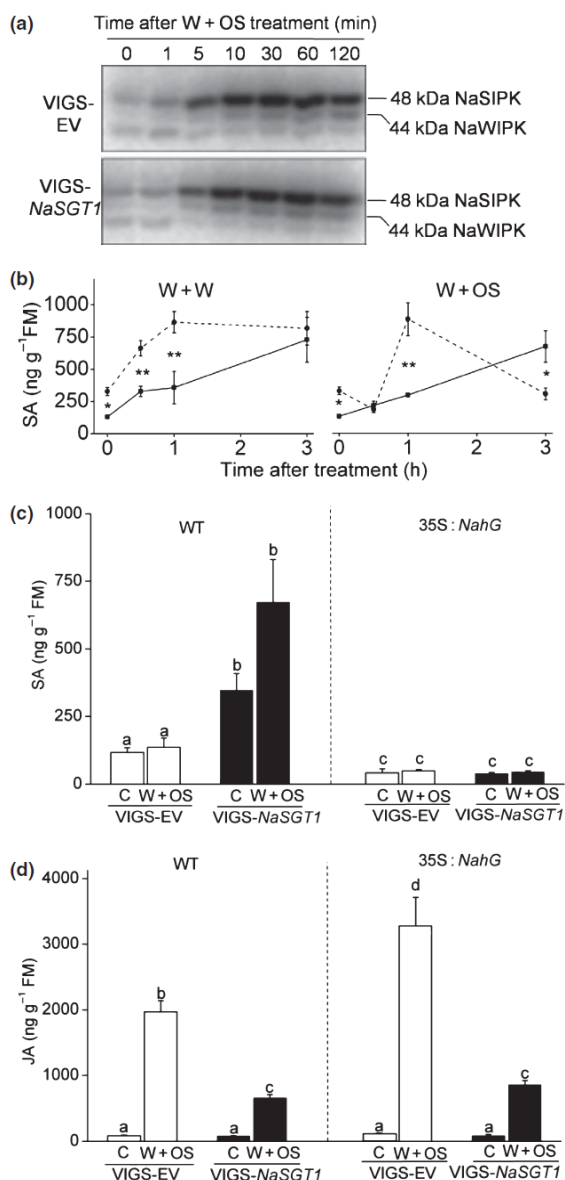 (a) Time after W + OS treatment (min)
0 1 5 10 30 60 120
VIGS-
EV
48 kDa NaSIPK
44 kDa NaWIPK
VIGS-
NaSGT1
48 kDa NaSIPK
44 kDa NaWIPK
(b)
W + W W + OS
SA (ng g⁻¹FM)
1000
750
500
250
0
* ** ** * ** *
0 1 3 0 1 3
Time after treatment (h)
(c)
WT 35S : NahG
SA (ng g⁻¹ FM)
1000
750
500
250
0
a a b b c c c c
C W + OS C W + OS C W + OS C W + OS
VIGS-EV VIGS-NaSGT1 VIGS-EV VIGS-NaSGT1
(d)
WT 35S : NahG
JA (ng g⁻¹ FM)
4000
3000
2000
1000
0
a b a c a d a c
C W + OS C W + OS C W + OS C W + OS
VIGS-EV VIGS-NaSGT1 VIGS-EV VIGS-NaSGT1